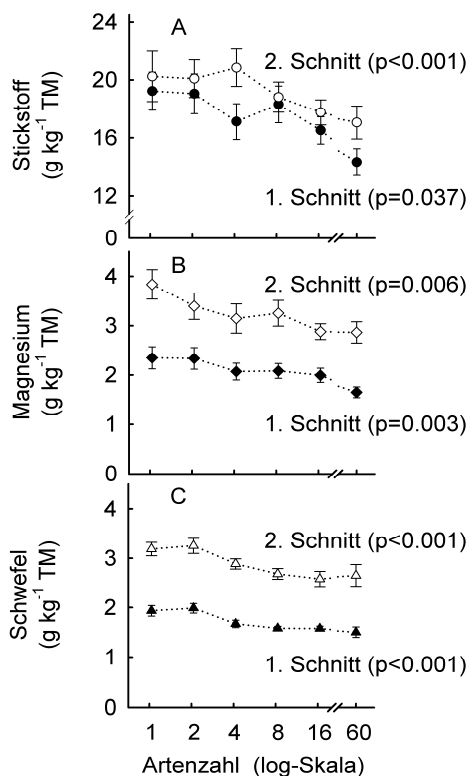 A
24
20
16
12
0
Stickstoff
(g kg⁻¹ TM)
2. Schnitt (p<0.001)
1. Schnitt (p=0.037)
B
4
3
2
1
0
Magnesium
(g kg⁻¹ TM)
2. Schnitt (p=0.006)
1. Schnitt (p=0.003)
C
4
3
2
1
0
Schwefel
(g kg⁻¹ TM)
2. Schnitt (p<0.001)
1. Schnitt (p<0.001)
1 2 4 8 16 60
Artenzahl (log-Skala)